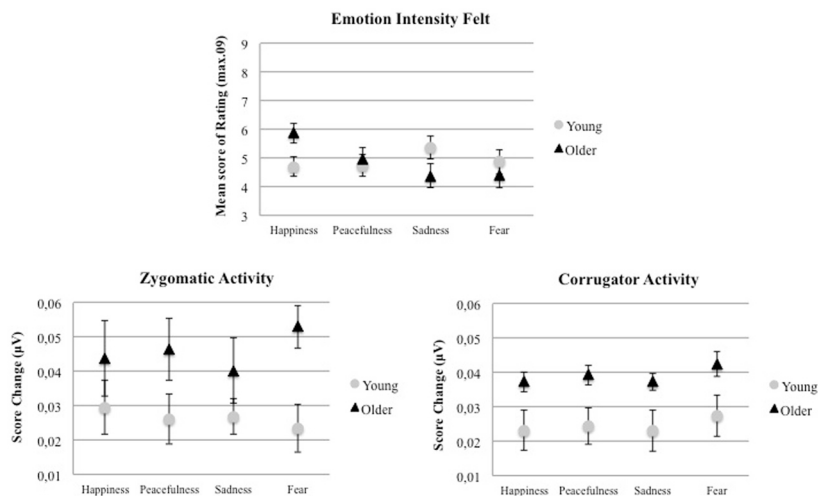 Emotion Intensity Felt
Mean score of Rating (max.09)
9
8
7
6
5
4
3
Happiness Peacefulness Sadness Fear
Young
Older
Zygomatic Activity
Score Change (µV)
0,06
0,05
0,04
0,03
0,02
0,01
Happiness Peacefulness Sadness Fear
Young
Older
Corrugator Activity
Score Change (µV)
0,06
0,05
0,04
0,03
0,02
0,01
Happiness Peacefulness Sadness Fear
Young
Older